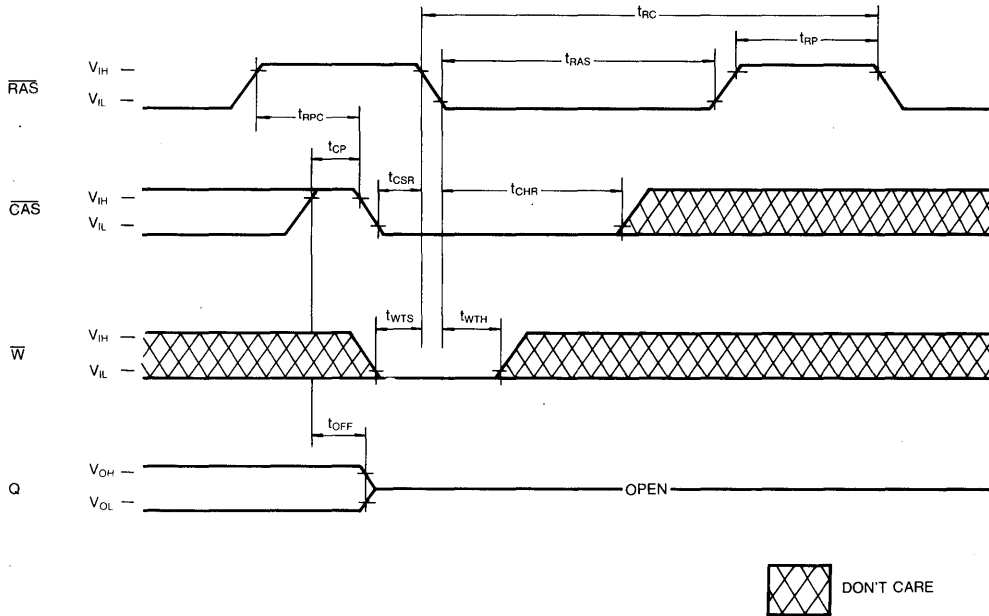 tRC
tRP
tRAS
RAS
VIH
VIL
tRPC
tCP
tCSR
tCHR
CAS
VIH
VIL
tWTS
tWTH
W
VIH
VIL
tOFF
Q
VOH
VOL
OPEN
DON'T CARE